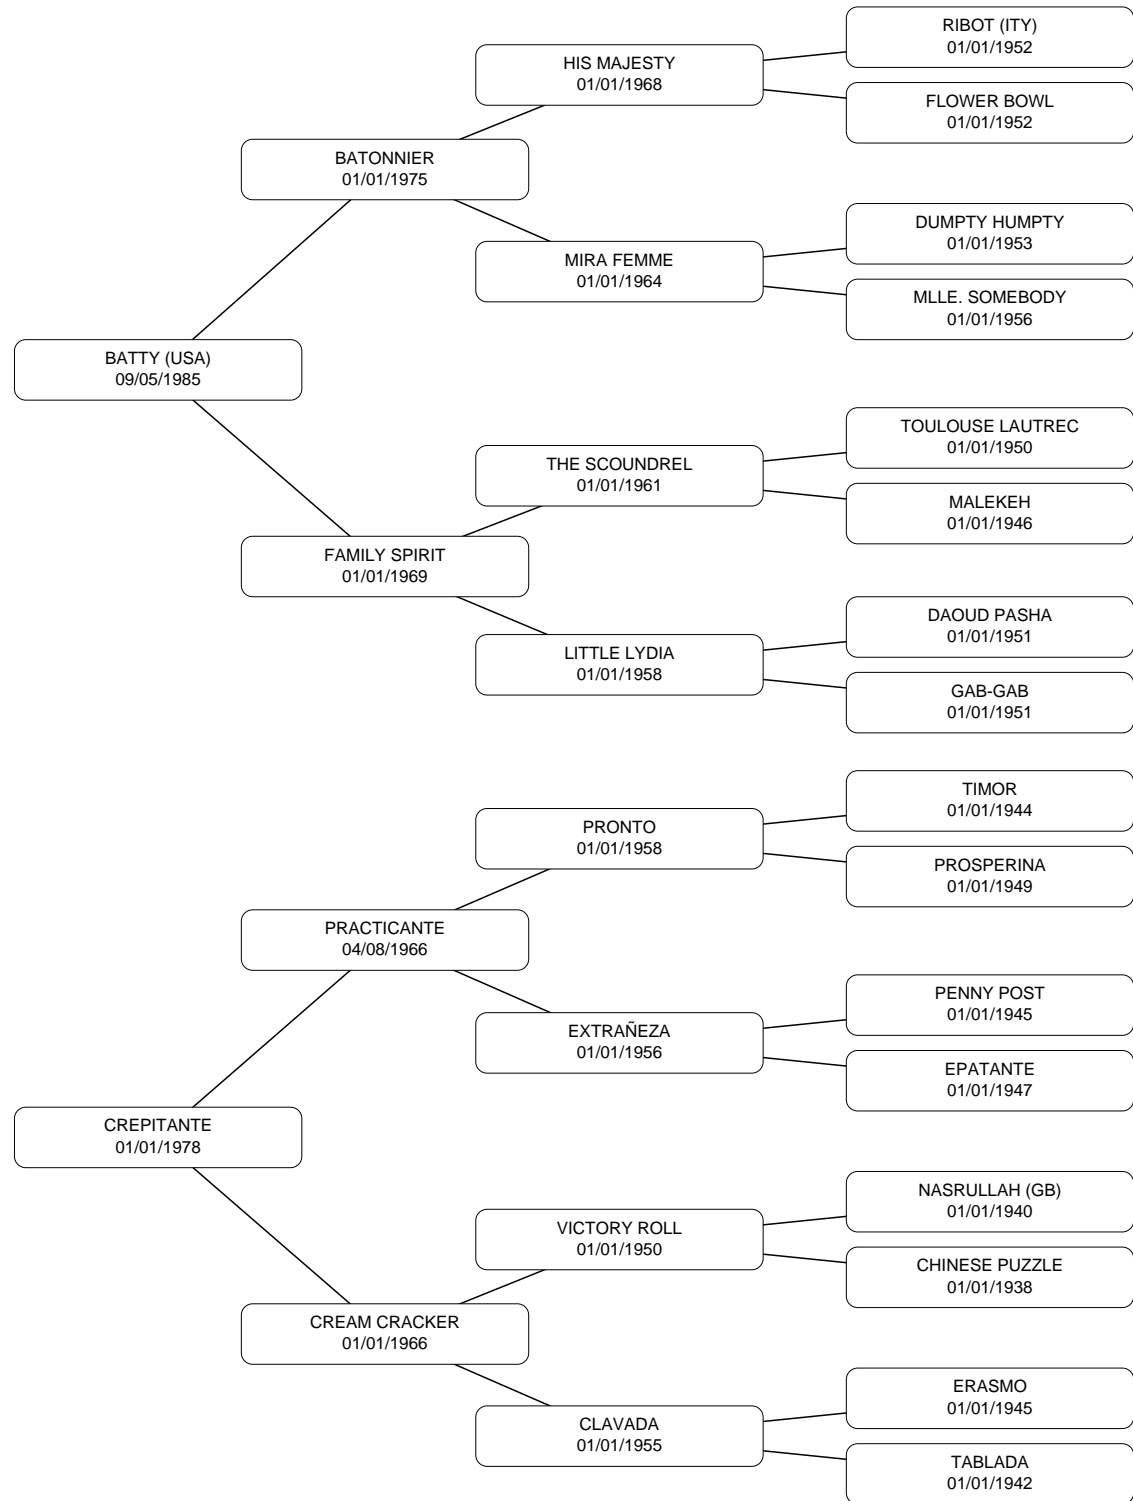 RIBOT (ITY)
01/01/1952
HIS MAJESTY
01/01/1968
FLOWER BOWL
01/01/1952
BATONNIER
01/01/1975
DUMPTY HUMPTY
01/01/1953
MIRA FEMME
01/01/1964
MLLE. SOMEBODY
01/01/1956
BATTY (USA)
09/05/1985
TOULOUSE LAUTREC
01/01/1950
THE SCOUNDREL
01/01/1961
MALEKEH
01/01/1946
FAMILY SPIRIT
01/01/1969
DAOUD PASHA
01/01/1951
LITTLE LYDIA
01/01/1958
GAB-GAB
01/01/1951
TIMOR
01/01/1944
PRONTO
01/01/1958
PROSPERINA
01/01/1949
PRACTICANTE
04/08/1966
PENNY POST
01/01/1945
EXTRAÑEZA
01/01/1956
EPATANTE
01/01/1947
CREPITANTE
01/01/1978
NASRULLAH (GB)
01/01/1940
VICTORY ROLL
01/01/1950
CHINESE PUZZLE
01/01/1938
CREAM CRACKER
01/01/1966
ERASMO
01/01/1945
CLAVADA
01/01/1955
TABLADA
01/01/1942